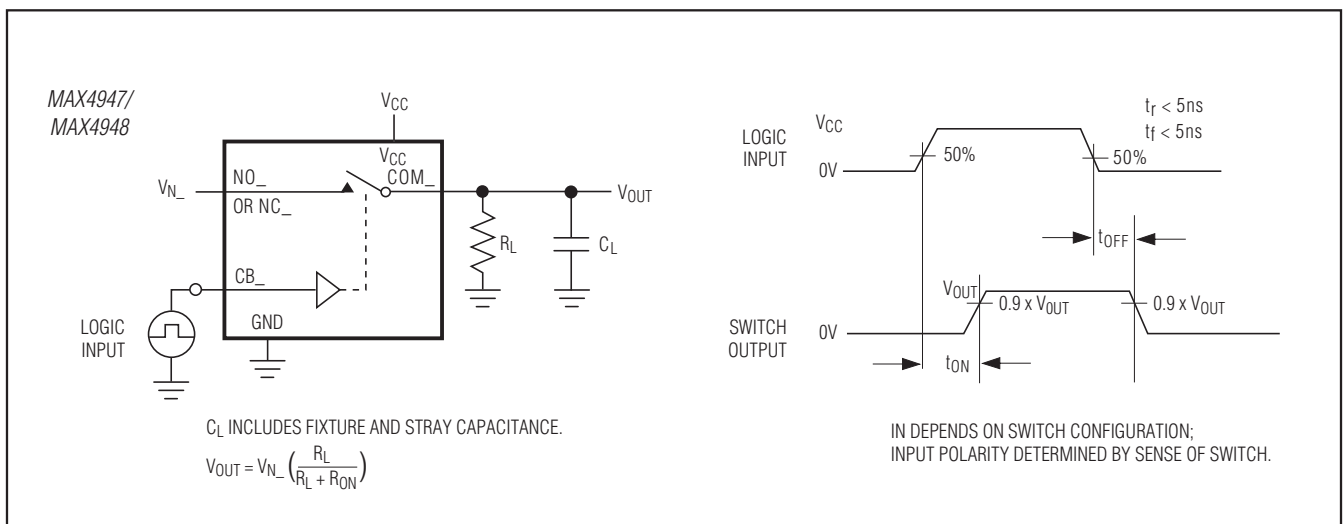 MAX4947/
MAX4948
VCC
VCC
VN_
NO_
COM_
OR NC_
VOUT
RL
CL
CB_
GND
LOGIC
INPUT
CL INCLUDES FIXTURE AND STRAY CAPACITANCE.
VOUT = VN_ (RL / RL + RON)
LOGIC
INPUT
VCC
0V
50%
50%
tr < 5ns
tf < 5ns
tOFF
SWITCH
OUTPUT
VOUT
0V
0.9 x VOUT
0.9 x VOUT
tON
IN DEPENDS ON SWITCH CONFIGURATION;
INPUT POLARITY DETERMINED BY SENSE OF SWITCH.